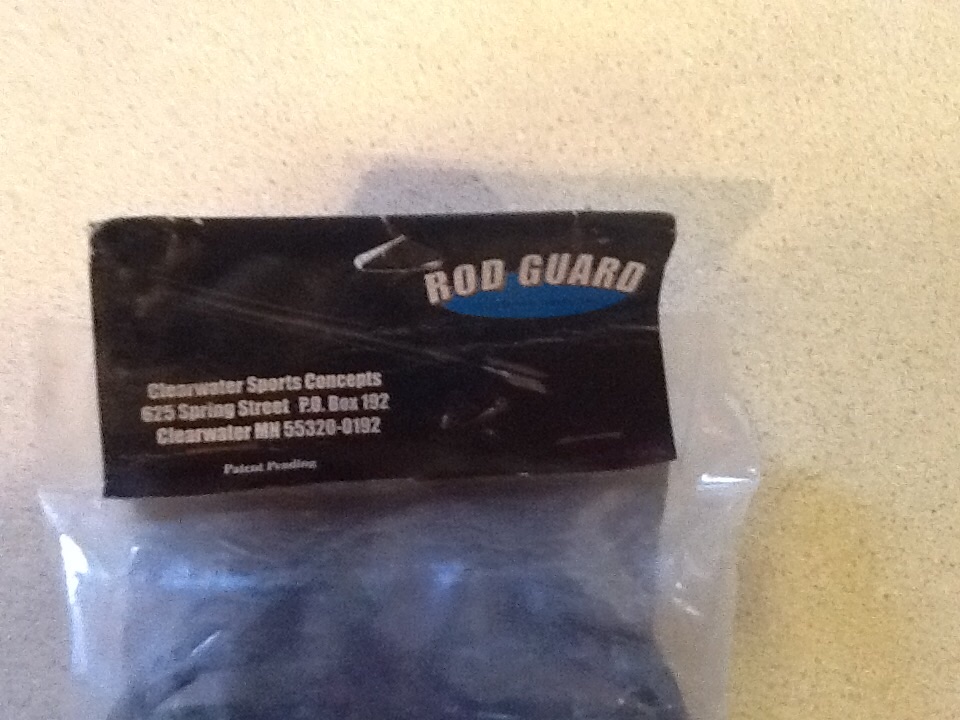 ROD GUARD
Clearwater Sports Concepts
625 Spring Street P.O. Box 192
Clearwater MN 55320-0192
Patent Pending